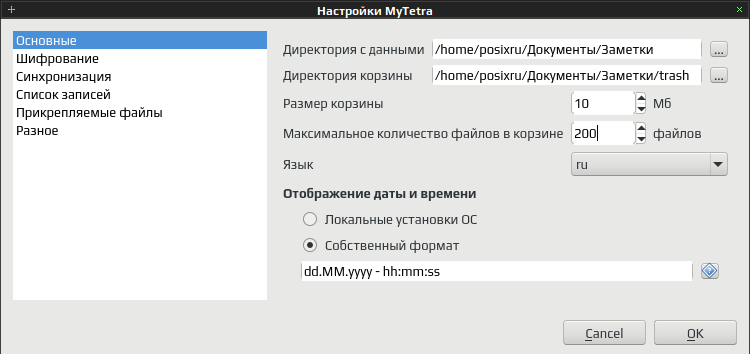 Настройки MyTetra
Основные
Шифрование
Синхронизация
Список записей
Прикрепляемые файлы
Разное
Директория с данными /home/posixru/Документы/Заметки ...
Директория корзины /home/posixru/Документы/Заметки/trash ...
Размер корзины 10 Мб
Максимальное количество файлов в корзине 200 файлов
Язык ru
Отображение даты и времени
Локальные установки ОС
Собственный формат
dd.MM.yyyy - hh:mm:ss ?
Cancel OK